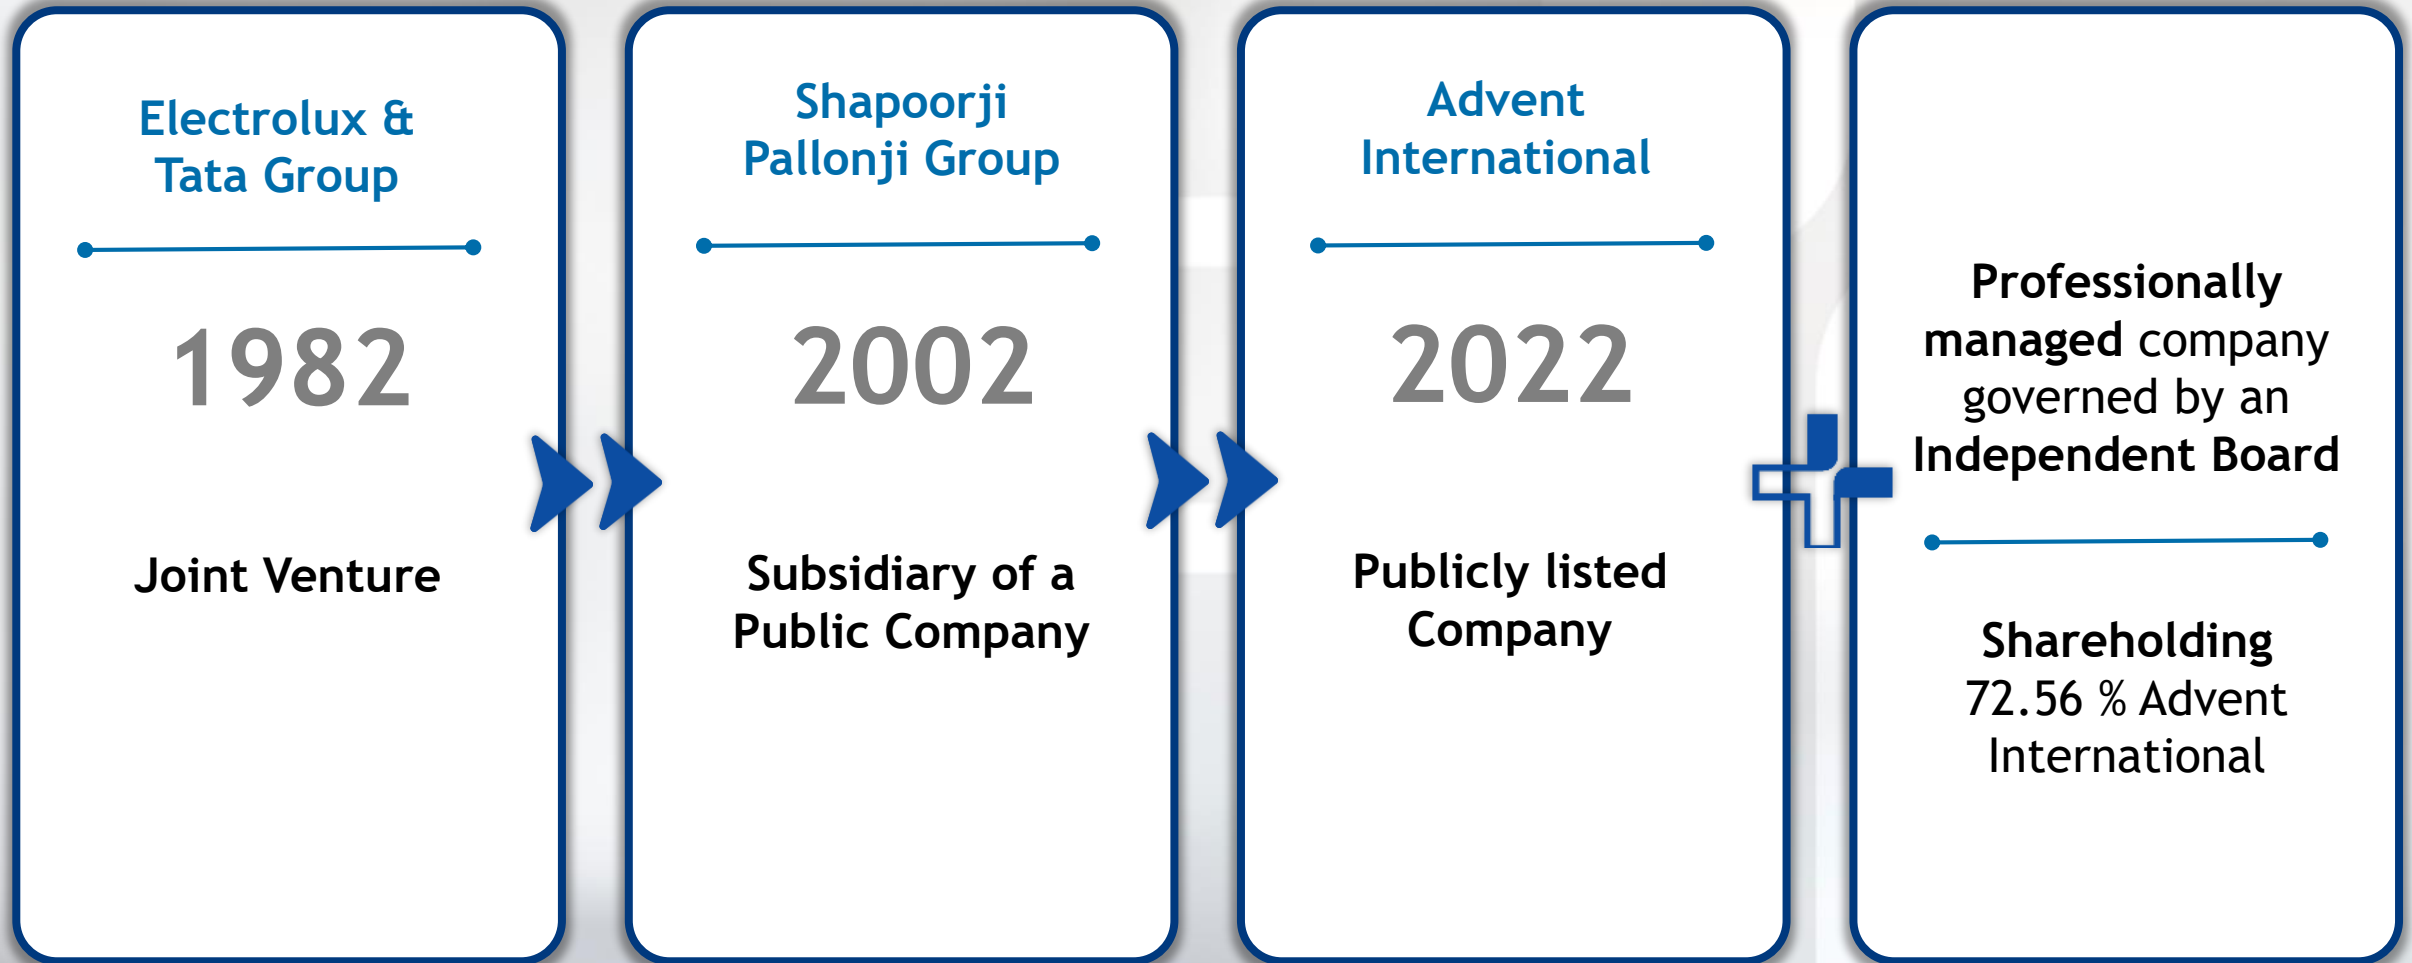 Electrolux &
Tata Group
1982
Joint Venture
Shapoorji
Pallonji Group
2002
Subsidiary of a
Public Company
Advent
International
2022
Publicly listed
Company
Professionally
managed company
governed by an
Independent Board
Shareholding
72.56 % Advent
International